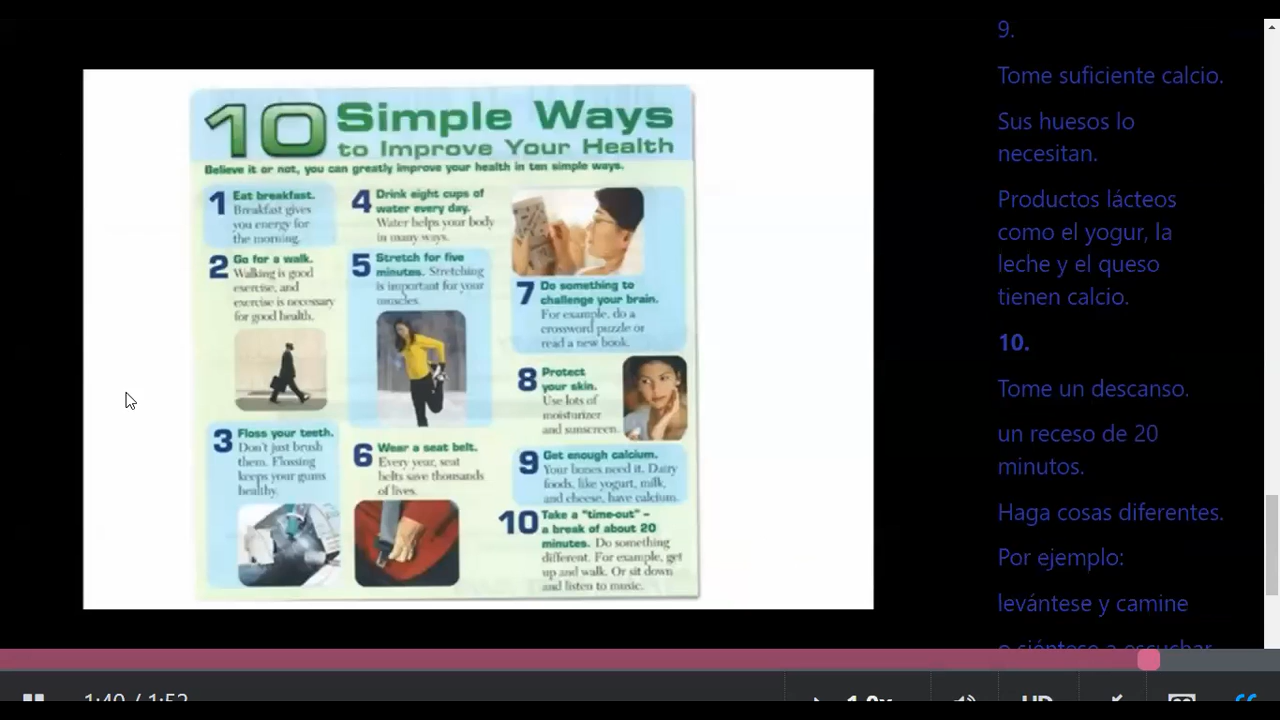 10 Simple Ways
to Improve Your Health
Believe it or not, you can greatly improve your health in ten simple ways.
1 Eat breakfast.
Breakfast gives
you energy for
the morning.
2 Go for a walk.
Walking is good
exercise, and
exercise is necessary
for good health.
3 Floss your teeth.
Don't just brush
them. Flossing
keeps your gums
healthy.
4 Drink eight cups of
water every day.
Water helps your body
in many ways.
5 Stretch for five
minutes. Stretching
is important for your
muscles.
6 Wear a seat belt.
Every year, seat
belts save thousands
of lives.
7 Do something to
challenge your brain.
For example, do a
crossword puzzle or
read a new book.
8 Protect
your skin.
Use lots of
moisturizer
and sunscreen.
9 Get enough calcium.
Your bones need it. Dairy
foods, like yogurt, milk,
and cheese, have calcium.
10 Take a "time-out" –
a break of about 20
minutes. Do something
different. For example, get
up and walk. Or sit down
and listen to music.
9.
Tome suficiente calcio.
Sus huesos lo
necesitan.
Productos lácteos
como el yogur, la
leche y el queso
tienen calcio.
10.
Tome un descanso.
un receso de 20
minutos.
Haga cosas diferentes.
Por ejemplo:
levántese y camine
o siéntese a escuchar
1:40 / 1:52
1.0x
HD